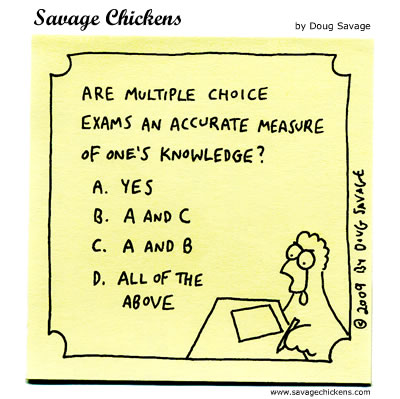 Savage Chickens
by Doug Savage
ARE MULTIPLE CHOICE
EXAMS AN ACCURATE MEASURE
OF ONE'S KNOWLEDGE?
A. YES
B. A AND C
C. A AND B
D. ALL OF THE
ABOVE
© 2009 BY DOUG SAVAGE
www.savagechickens.com